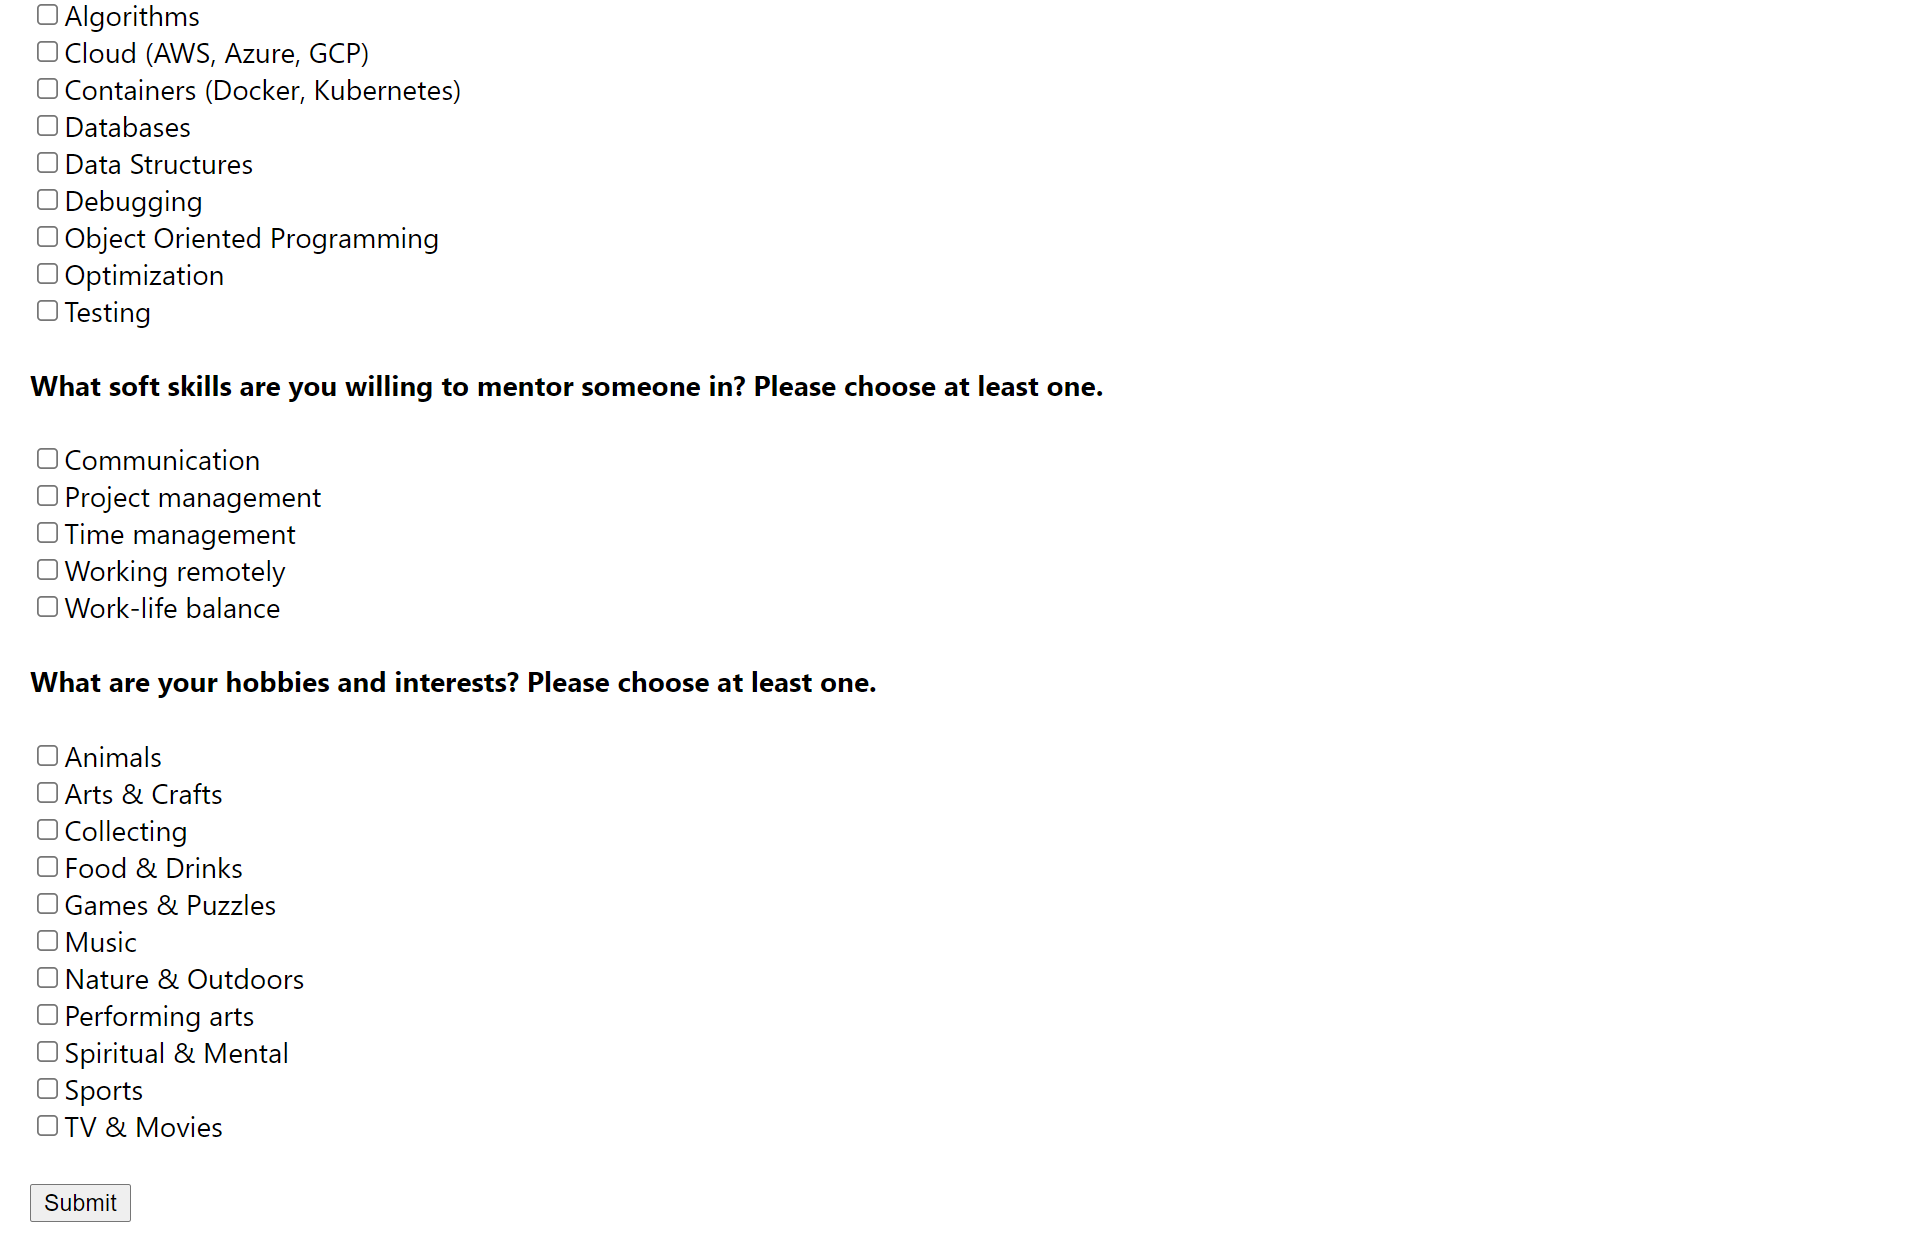 Algorithms
Cloud (AWS, Azure, GCP)
Containers (Docker, Kubernetes)
Databases
Data Structures
Debugging
Object Oriented Programming
Optimization
Testing
What soft skills are you willing to mentor someone in? Please choose at least one.
Communication
Project management
Time management
Working remotely
Work-life balance
What are your hobbies and interests? Please choose at least one.
Animals
Arts & Crafts
Collecting
Food & Drinks
Games & Puzzles
Music
Nature & Outdoors
Performing arts
Spiritual & Mental
Sports
TV & Movies
Submit